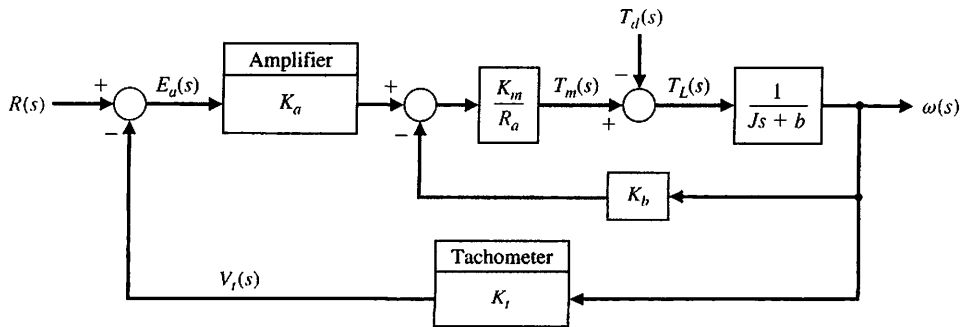 T_d(s)
Amplifier
R(s)
+
−
E_a(s)
K_a
+
−
K_m
R_a
T_m(s)
−
+
T_L(s)
1
Js + b
ω(s)
K_b
Tachometer
V_t(s)
K_t